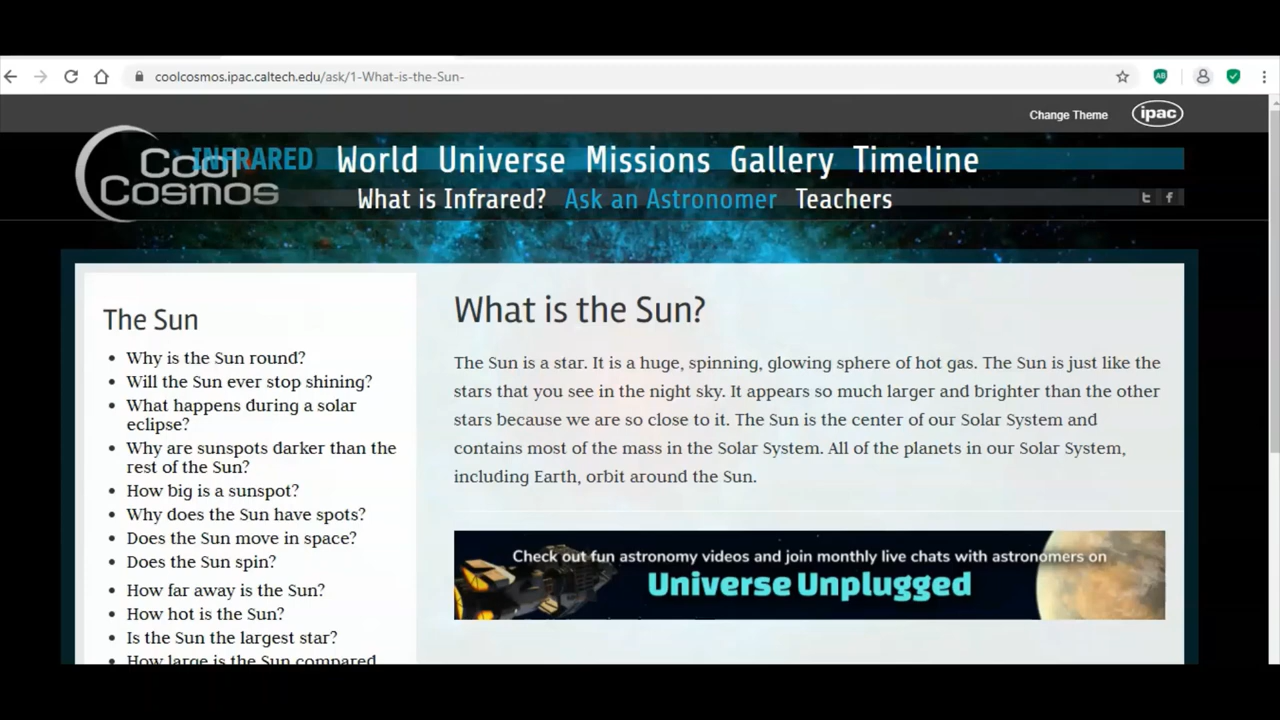 coolcosmos.ipac.caltech.edu/ask/1-What-is-the-Sun-
Change Theme
ipac
Cool
Cosmos
INFRARED
World Universe Missions Gallery Timeline
What is Infrared? Ask an Astronomer Teachers
The Sun
Why is the Sun round?
Will the Sun ever stop shining?
What happens during a solar
eclipse?
Why are sunspots darker than the
rest of the Sun?
How big is a sunspot?
Why does the Sun have spots?
Does the Sun move in space?
Does the Sun spin?
How far away is the Sun?
How hot is the Sun?
Is the Sun the largest star?
How large is the Sun compared
What is the Sun?
The Sun is a star. It is a huge, spinning, glowing sphere of hot gas. The Sun is just like the
stars that you see in the night sky. It appears so much larger and brighter than the other
stars because we are so close to it. The Sun is the center of our Solar System and
contains most of the mass in the Solar System. All of the planets in our Solar System,
including Earth, orbit around the Sun.
Check out fun astronomy videos and join monthly live chats with astronomers on
Universe Unplugged